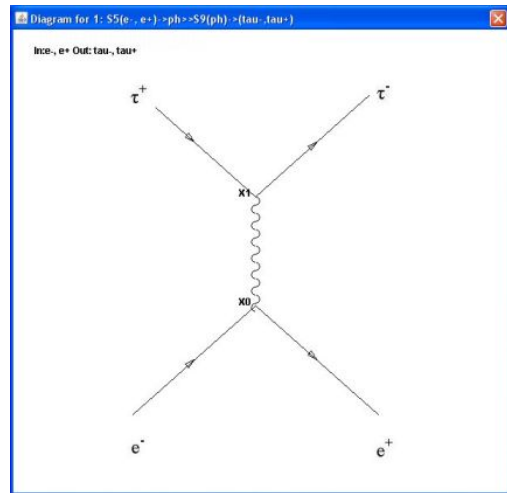 Diagram for 1: S5(e-, e+)->ph>>S9(ph)->(tau-,tau+)
In:e-, e+ Out: tau-, tau+
τ+ τ-
X1
X0
e- e+